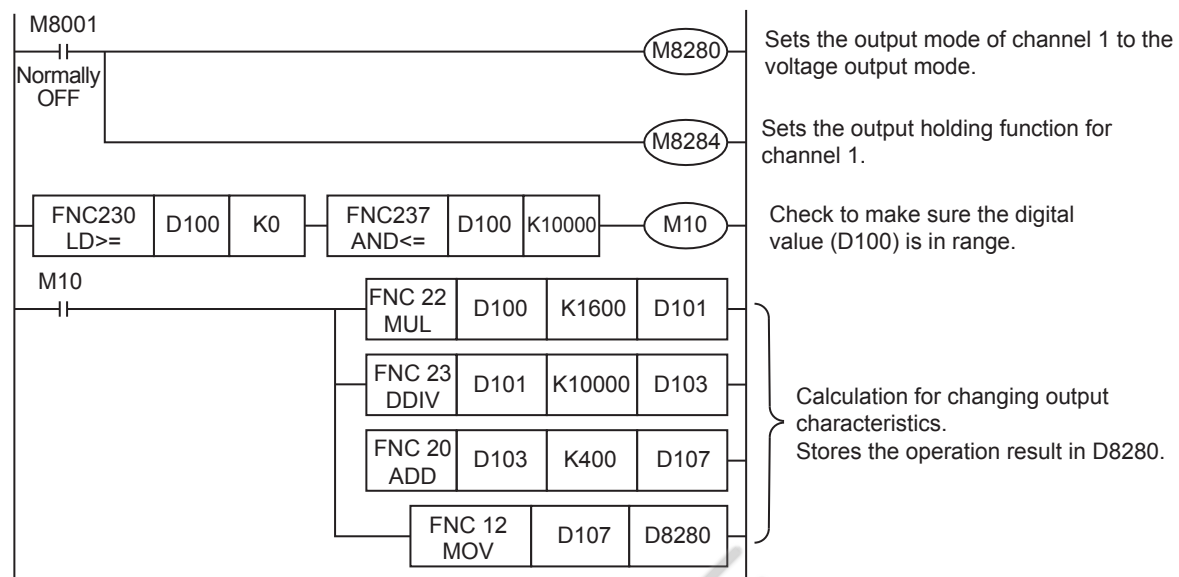 M8001
Normally
OFF
M8280
Sets the output mode of channel 1 to the
voltage output mode.
M8284
Sets the output holding function for
channel 1.
FNC230
LD>=
D100
K0
FNC237
AND<=
D100
K10000
M10
Check to make sure the digital
value (D100) is in range.
M10
FNC 22
MUL
D100
K1600
D101
FNC 23
DDIV
D101
K10000
D103
FNC 20
ADD
D103
K400
D107
FNC 12
MOV
D107
D8280
Calculation for changing output
characteristics.
Stores the operation result in D8280.